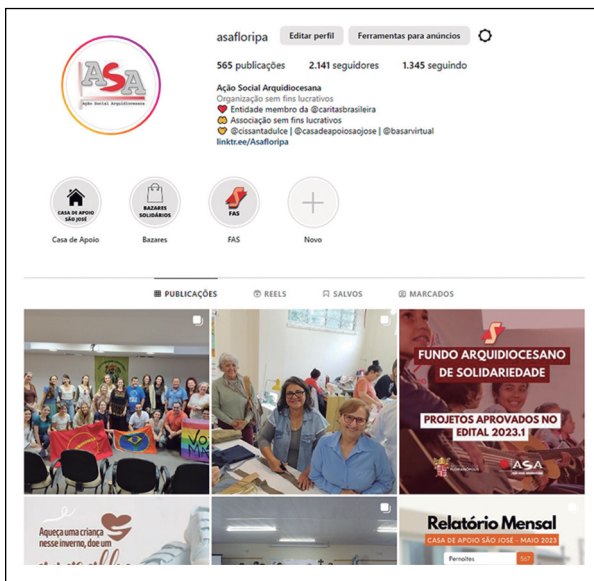 asafloripa Editar perfil Ferramentas para anúncios
565 publicações 2.141 seguidores 1.345 seguindo
ASA
Ação Social Arquidiocesana
Ação Social Arquidiocesana
Organização sem fins lucrativos
Entidade membro da @caritasbrasileira
Associação sem fins lucrativos
@cissantadulce | @casadeapoiosaojose | @basarvirtual
linktr.ee/Asafloripa
CASA DE APOIO
SÃO JOSÉ
BAZARES
SOLIDÁRIOS
FAS
Casa de Apoio Bazares FAS Novo
PUBLICAÇÕES REELS SALVOS MARCADOS
FUNDO ARQUIDIOCESANO
DE SOLIDARIEDADE
PROJETOS APROVADOS NO
EDITAL 2023.1
ASA
Aqueça uma criança
nesse inverno, doe um
Relatório Mensal
CASA DE APOIO SÃO JOSÉ - MAIO 2023
Pernoites 567